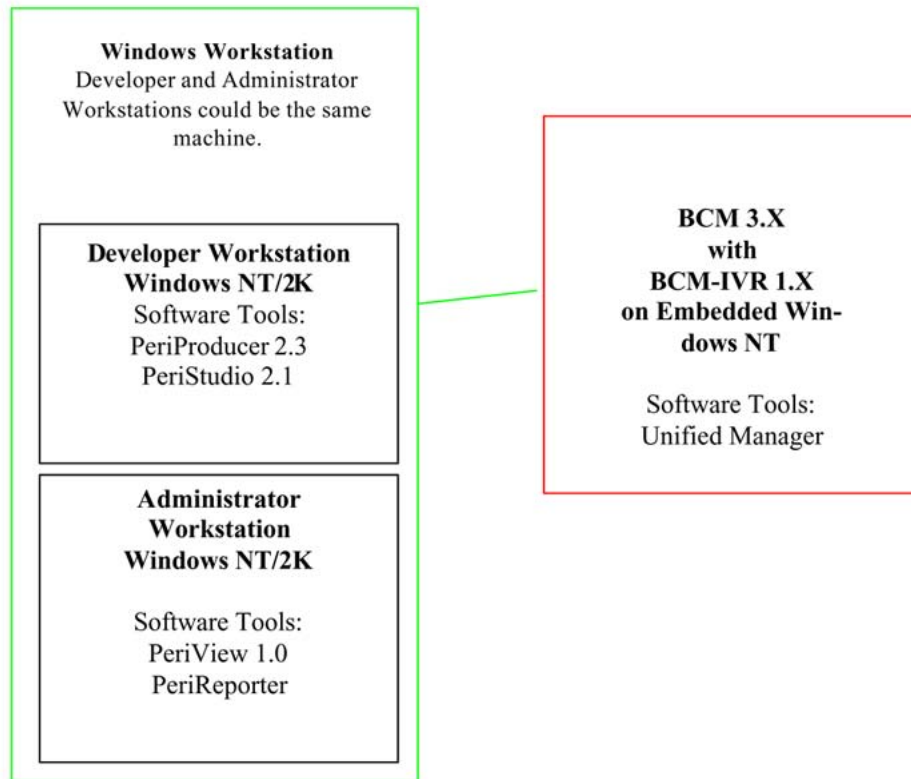 Windows Workstation
Developer and Administrator
Workstations could be the same
machine.
Developer Workstation
Windows NT/2K
Software Tools:
PeriProducer 2.3
PeriStudio 2.1
Administrator
Workstation
Windows NT/2K
Software Tools:
PeriView 1.0
PeriReporter
BCM 3.X
with
BCM-IVR 1.X
on Embedded Win-
dows NT
Software Tools:
Unified Manager